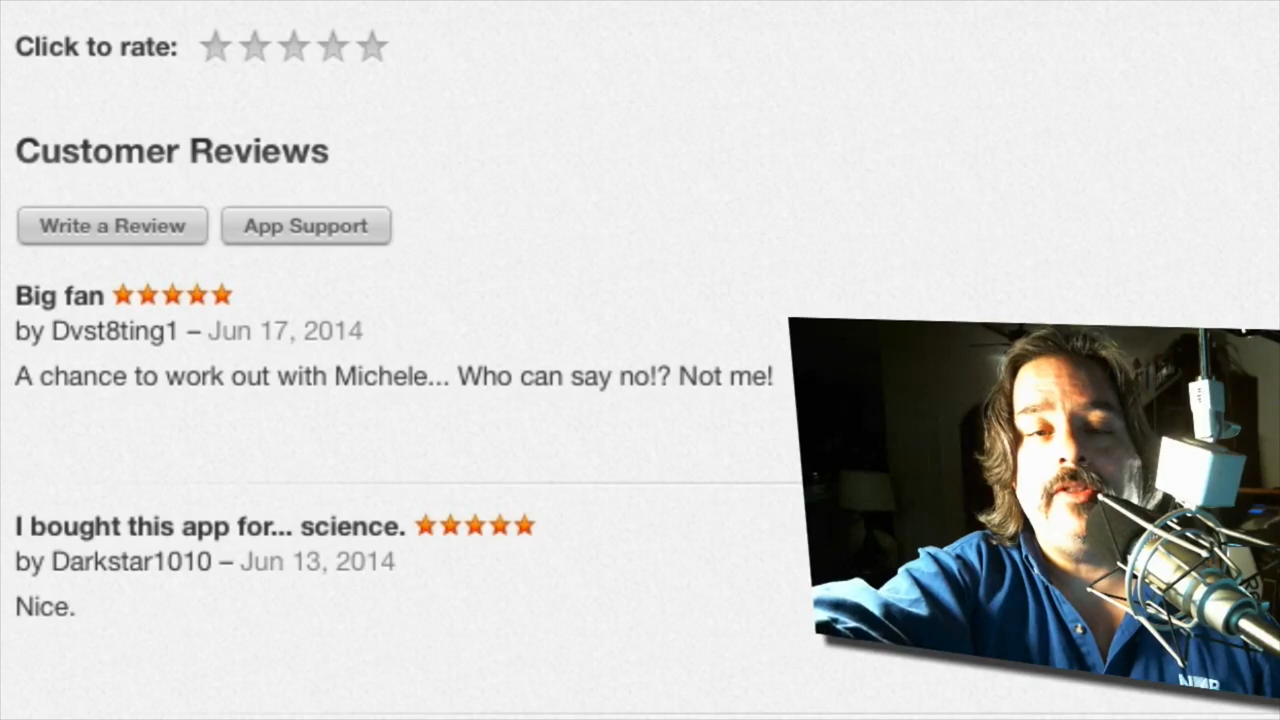 Click to rate:
Customer Reviews
Write a Review
App Support
Big fan
by Dvst8ting1 – Jun 17, 2014
A chance to work out with Michele... Who can say no!? Not me!
I bought this app for... science.
by Darkstar1010 – Jun 13, 2014
Nice.